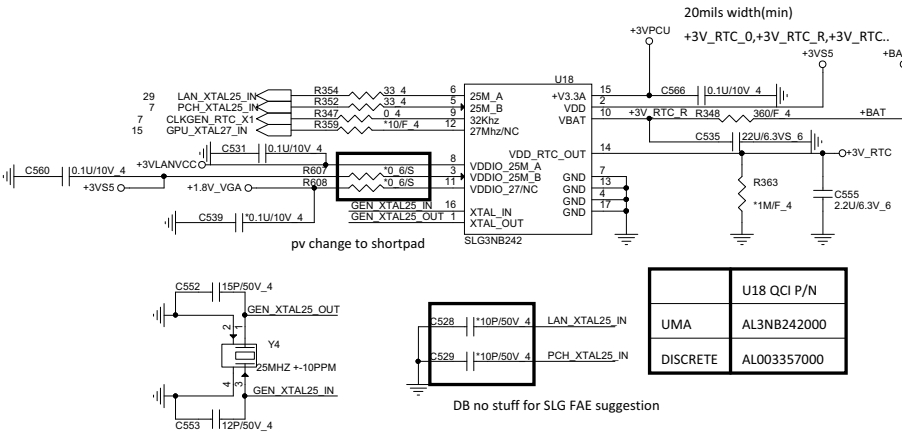 20mils width(min)
+3VPCU
+3V_RTC_0,+3V_RTC_R,+3V_RTC..
+3VS5
+BA
U18
29 LAN_XTAL25_IN R354 33_4 6 25M_A
7 PCH_XTAL25_IN R352 33_4 5 25M_B
7 CLKGEN_RTC_X1 R347 0_4 9 32Khz
15 GPU_XTAL27_IN R359 *10/F_4 12 27Mhz/NC
+V3.3A 15 C566 0.1U/10V_4
VDD 2
VBAT 10 +3V_RTC_R R348 360/F_4 +BAT
C535 22U/6.3VS_6
VDD_RTC_OUT 14 +3V_RTC
C531 0.1U/10V_4
+3VLANVCC 8 VDDIO_25M_A
C560 0.1U/10V_4 R607 *0_6/S 3 VDDIO_25M_B
+3VS5 +1.8V_VGA R608 *0_6/S 11 VDDIO_27/NC
GND 7
GND 13
GND 4
GND 17
R363
*1M/F_4
C555
2.2U/6.3V_6
GEN_XTAL25_IN 16 XTAL_IN
GEN_XTAL25_OUT 1 XTAL_OUT
C539 *0.1U/10V_4
SLG3NB242
pv change to shortpad
C552 15P/50V_4
GEN_XTAL25_OUT
2 1
Y4
25MHZ +-10PPM
4 3
GEN_XTAL25_IN
C553 12P/50V_4
C528 *10P/50V_4 LAN_XTAL25_IN
C529 *10P/50V_4 PCH_XTAL25_IN
DB no stuff for SLG FAE suggestion
U18 QCI P/N
UMA AL3NB242000
DISCRETE AL003357000